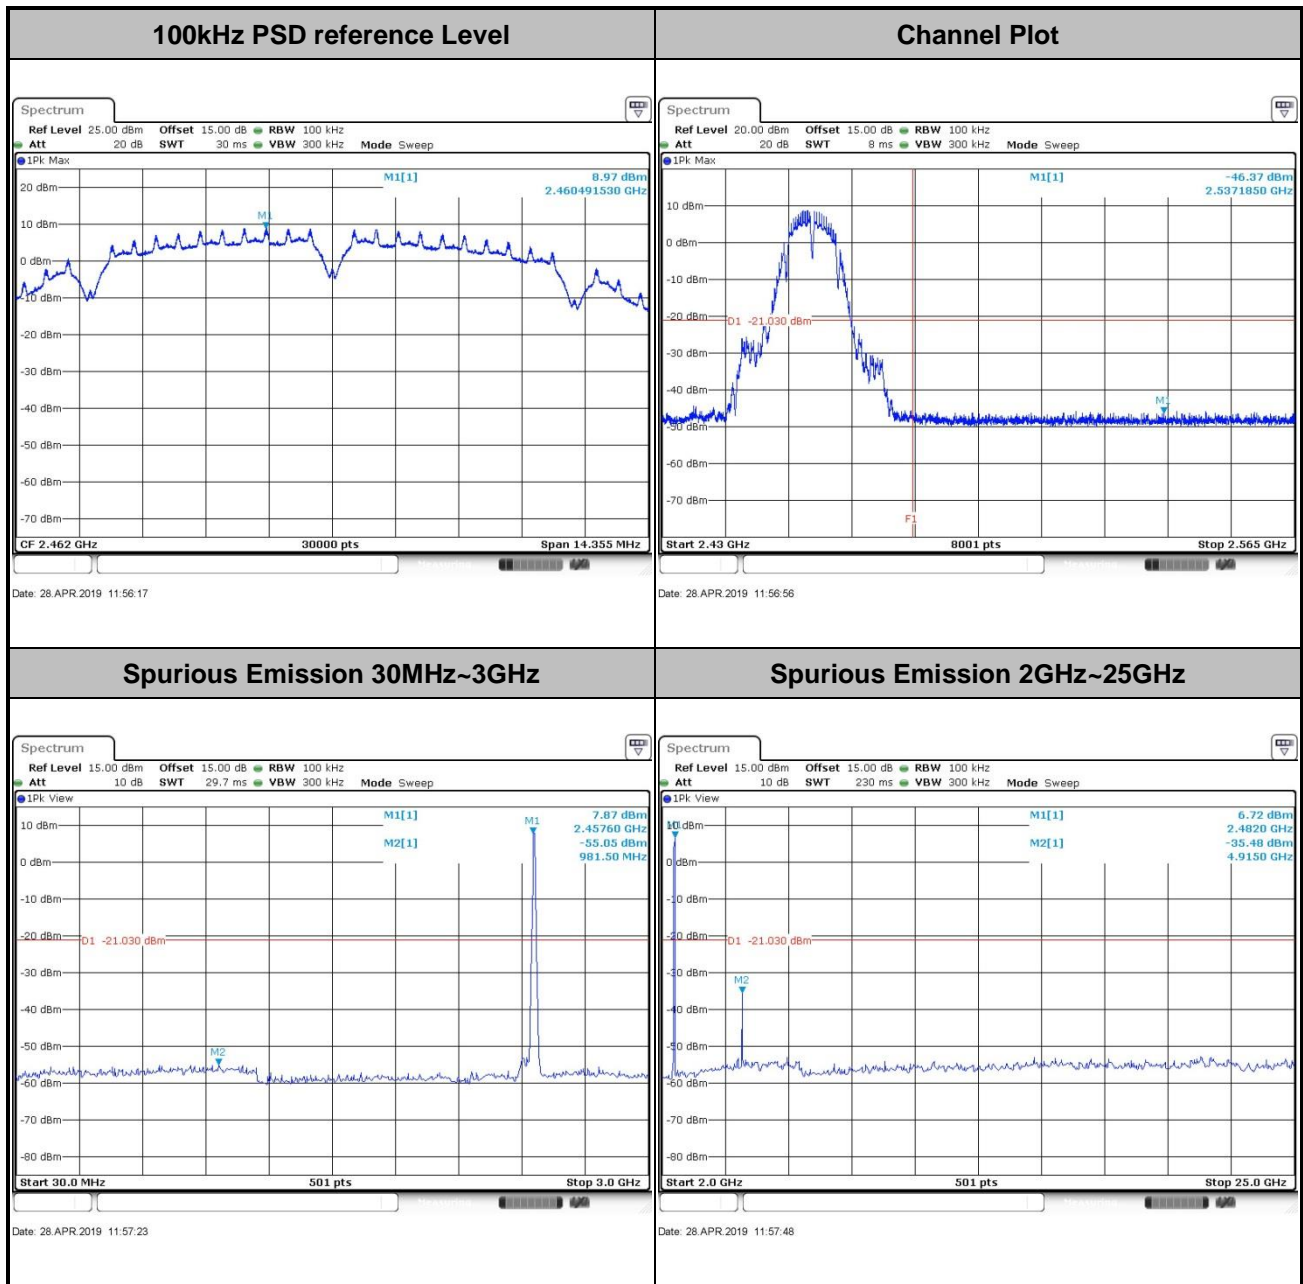 100kHz PSD reference Level
Channel Plot
Spectrum
Ref Level 25.00 dBm Offset 15.00 dB RBW 100 kHz
Att 20 dB SWT 30 ms VBW 300 kHz Mode Sweep
1Pk Max
M1[1] 8.97 dBm
2.460491530 GHz
20 dBm
M1
10 dBm
0 dBm
-10 dBm
-20 dBm
-30 dBm
-40 dBm
-50 dBm
-60 dBm
-70 dBm
CF 2.462 GHz 30000 pts Span 14.355 MHz
Date: 28.APR.2019 11:56:17
Spectrum
Ref Level 20.00 dBm Offset 15.00 dB RBW 100 kHz
Att 20 dB SWT 8 ms VBW 300 kHz Mode Sweep
1Pk Max
M1[1] -46.37 dBm
2.5371850 GHz
10 dBm
0 dBm
-10 dBm
-20 dBm
D1 -21.030 dBm
-30 dBm
-40 dBm
M1
-50 dBm
-60 dBm
-70 dBm
F1
Start 2.43 GHz 8001 pts Stop 2.565 GHz
Date: 28.APR.2019 11:56:56
Spurious Emission 30MHz~3GHz
Spurious Emission 2GHz~25GHz
Spectrum
Ref Level 15.00 dBm Offset 15.00 dB RBW 100 kHz
Att 10 dB SWT 29.7 ms VBW 300 kHz Mode Sweep
1Pk View
M1[1] 7.87 dBm
2.45760 GHz
M2[1] -55.05 dBm
981.50 MHz
M1
10 dBm
0 dBm
-10 dBm
-20 dBm
D1 -21.030 dBm
-30 dBm
-40 dBm
-50 dBm
M2
-60 dBm
-70 dBm
-80 dBm
Start 30.0 MHz 501 pts Stop 3.0 GHz
Date: 28.APR.2019 11:57:23
Spectrum
Ref Level 15.00 dBm Offset 15.00 dB RBW 100 kHz
Att 10 dB SWT 230 ms VBW 300 kHz Mode Sweep
1Pk View
M1[1] 6.72 dBm
2.4820 GHz
M2[1] -35.48 dBm
4.9150 GHz
M1
10 dBm
0 dBm
-10 dBm
-20 dBm
D1 -21.030 dBm
-30 dBm
M2
-40 dBm
-50 dBm
-60 dBm
-70 dBm
-80 dBm
Start 2.0 GHz 501 pts Stop 25.0 GHz
Date: 28.APR.2019 11:57:48